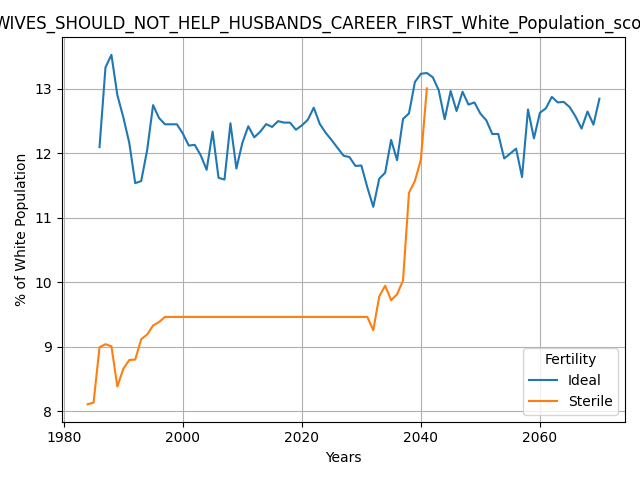 WIVES_SHOULD_NOT_HELP_HUSBANDS_CAREER_FIRST_White_Population_sco
13
12
11
10
9
8
% of White Population
1980
2000
2020
2040
2060
Years
Fertility
Ideal
Sterile